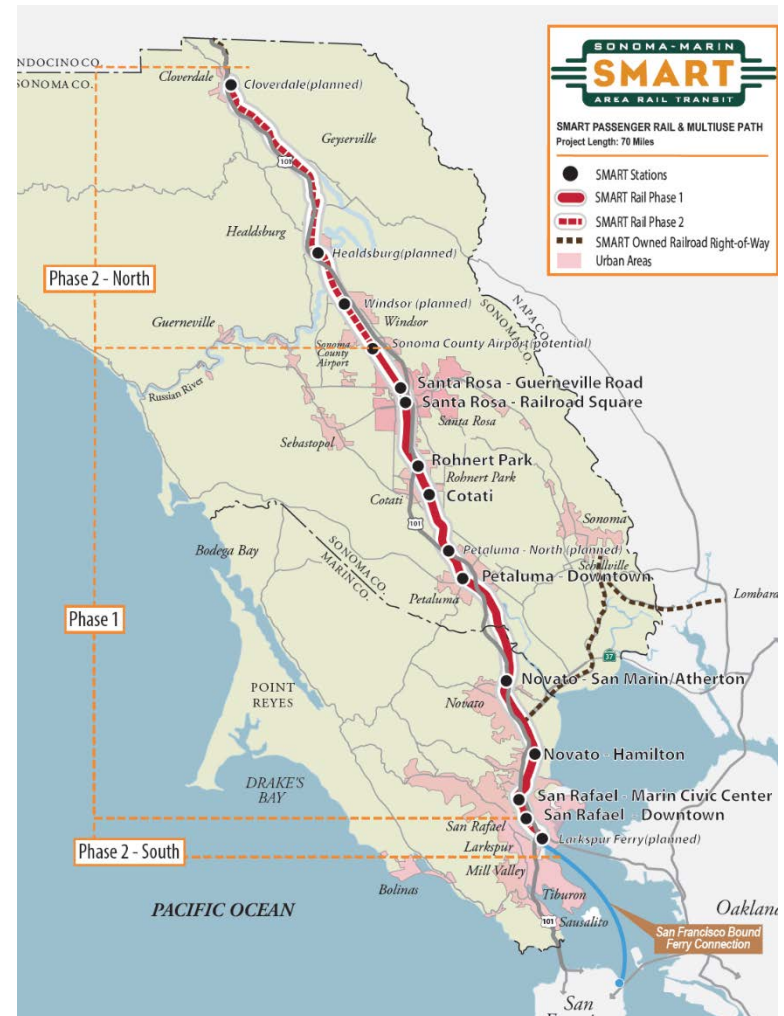 SONOMA-MARIN
SMART
AREA RAIL TRANSIT
SMART PASSENGER RAIL & MULTIUSE PATH
Project Length: 70 Miles
SMART Stations
SMART Rail Phase 1
SMART Rail Phase 2
SMART Owned Railroad Right-of-Way
Urban Areas
NDOCINO CO.
SONOMA CO.
Cloverdale
Cloverdale(planned)
Geyserville
101
Healdsburg
Healdsburg(planned)
Phase 2 - North
Windsor (planned)
Windsor
NAPA CO.
SONOMA CO.
Guerneville
Sonoma
County
Airport
Sonoma County Airport(potential)
Russian River
Santa Rosa - Guerneville Road
Santa Rosa - Railroad Square
Santa Rosa
Sebastopol
Rohnert Park
Rohnert Park
Cotati
Cotati
101
Sonoma
Petaluma - North (planned)
Schellville
SONOMA CO.
MARIN CO.
Bodega Bay
Petaluma - Downtown
Petaluma
Lombard
Phase 1
37
Novato - San Marin/Atherton
Novato
POINT
REYES
Novato - Hamilton
DRAKE'S
BAY
San Rafael - Marin Civic Center
San Rafael - Downtown
San Rafael
Larkspur Ferry(planned)
Larkspur
Phase 2 - South
Mill Valley
Bolinas
Tiburon
PACIFIC OCEAN
Oaklan
101
Sausalito
San Francisco Bound
Ferry Connection
San